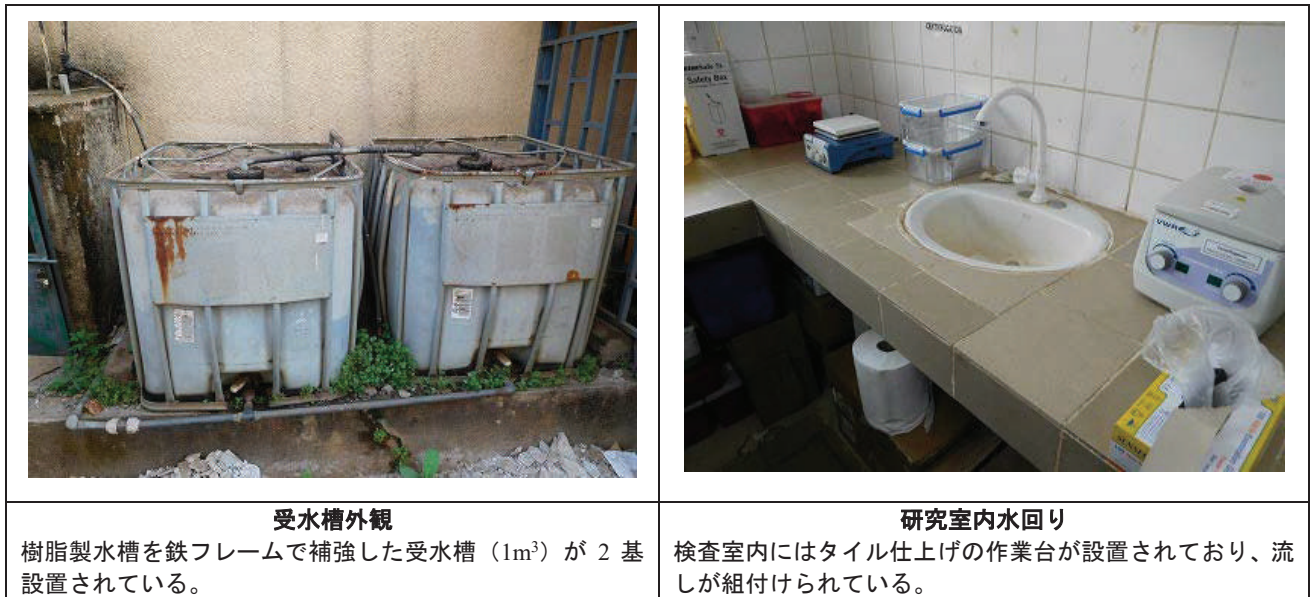 CENTRIFUGATION
Safety Box
VWR
受水槽外観
樹脂製水槽を鉄フレームで補強した受水槽(1m³)が 2 基
設置されている。
研究室内水回り
検査室内にはタイル仕上げの作業台が設置されており、流
しが組付けられている。